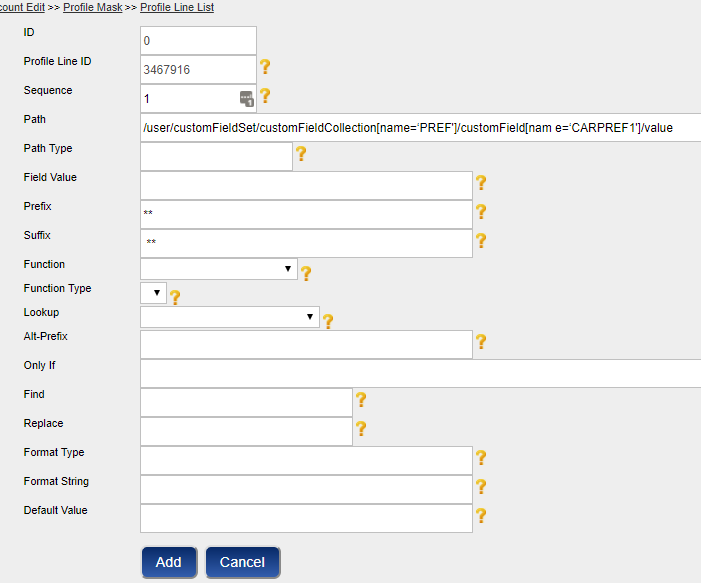 count Edit >> Profile Mask >> Profile Line List
ID 0
Profile Line ID 3467916 ?
Sequence 1 ?
Path /user/customFieldSet/customFieldCollection[name=‘PREF’]/customField[nam e=‘CARPREF1’]/value
Path Type ?
Field Value ?
Prefix ** ?
Suffix ** ?
Function ?
Function Type ?
Lookup ?
Alt-Prefix ?
Only If
Find ?
Replace ?
Format Type ?
Format String ?
Default Value ?
Add Cancel